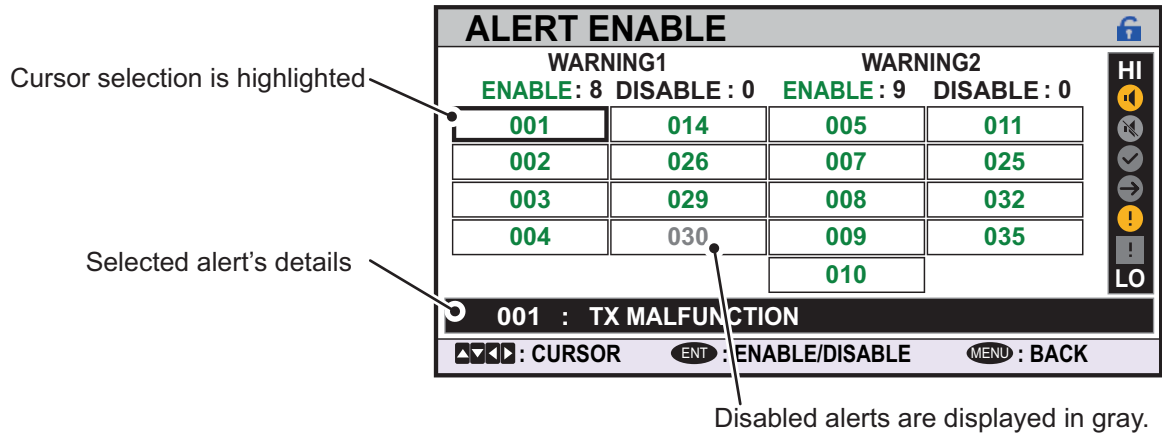 ALERT ENABLE
WARNING1 WARNING2
ENABLE : 8 DISABLE : 0 ENABLE : 9 DISABLE : 0
HI
Cursor selection is highlighted
001 014 005 011
002 026 007 025
003 029 008 032
004 030 009 035
010
LO
Selected alert's details
001 : TX MALFUNCTION
: CURSOR ENT : ENABLE/DISABLE MENU : BACK
Disabled alerts are displayed in gray.